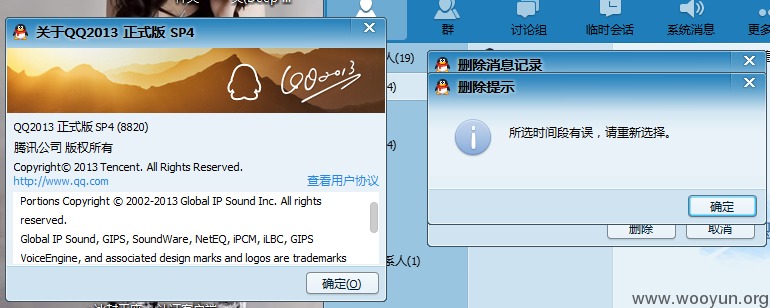 关于QQ2013 正式版 SP4
QQ2013
QQ2013 正式版 SP4 (8820)
腾讯公司 版权所有
Copyright© 2013 Tencent. All Rights Reserved.
http://www.qq.com
查看用户协议
Portions Copyright © 2002-2013 Global IP Sound Inc. All rights
reserved.
Global IP Sound, GIPS, SoundWare, NetEQ, iPCM, iLBC, GIPS
VoiceEngine, and associated design marks and logos are trademarks
确定(O)
群
讨论组
临时会话
系统消息
更多
人(19)
4)
4)
系人(1)
删除消息记录
删除提示
所选时间段有误，请重新选择。
确定
删除
取消
www.wooyun.org